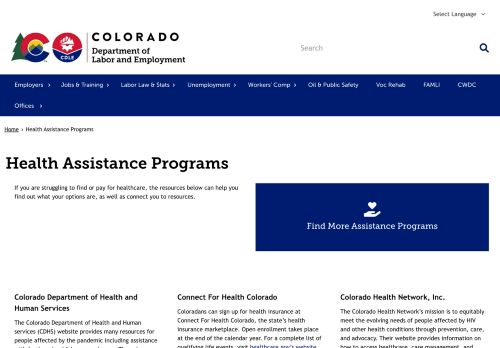 Select Language
COLORADO
Department of
Labor and Employment
CDLE
Search
Employers
Jobs & Training
Labor Law & Stats
Unemployment
Workers' Comp
Oil & Public Safety
Voc Rehab
FAMLI
CWDC
Offices
Home › Health Assistance Programs
Health Assistance Programs
If you are struggling to find or pay for healthcare, the resources below can help you
find out what your options are, as well as connect you to resources.
Find More Assistance Programs
Colorado Department of Health and
Human Services
The Colorado Department of Health and Human
services (CDHS) website provides many resources for
people affected by the pandemic including assistance
Connect For Health Colorado
Coloradans can sign up for health insurance at
Connect For Health Colorado, the state's health
insurance marketplace. Open enrollment takes place
at the end of the calendar year. For a complete list of
qualifying life events, visit healthcare.gov's website
Colorado Health Network, Inc.
The Colorado Health Network's mission is to equitably
meet the evolving needs of people affected by HIV
and other health conditions through prevention, care,
and advocacy. Their website provides information on
how to access healthcare, case management, and